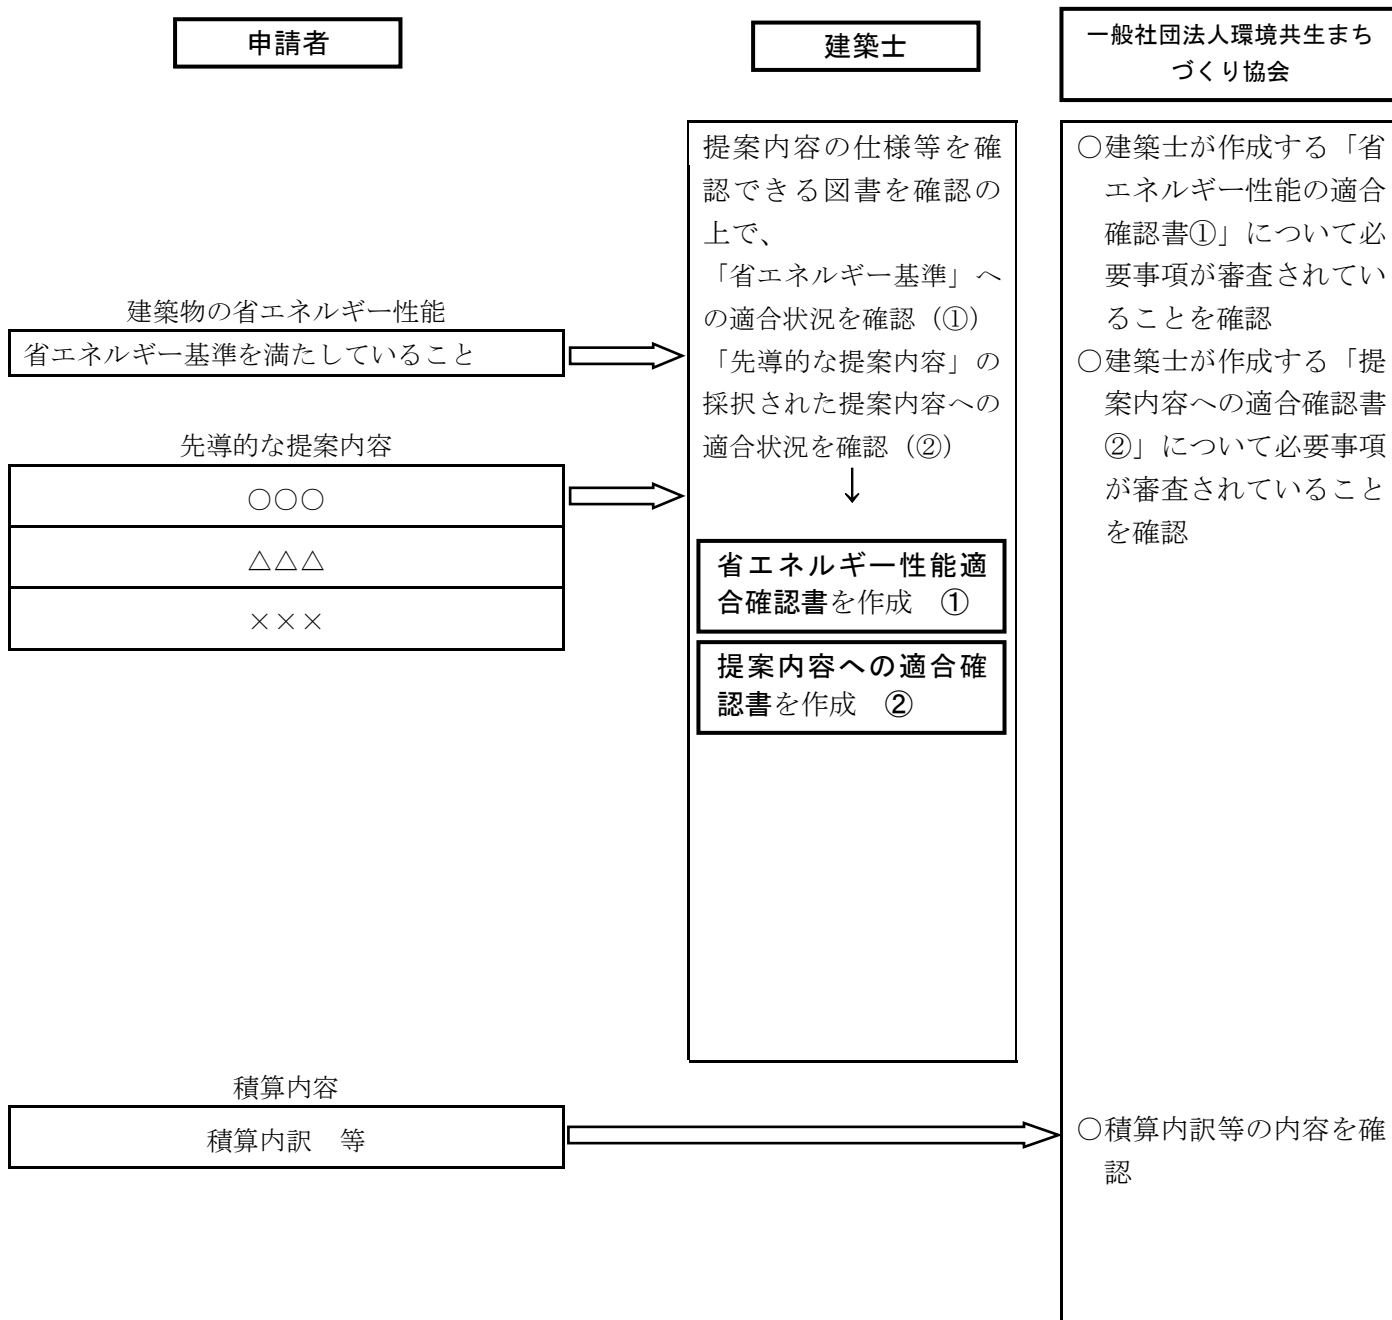 申請者
建築士
一般社団法人環境共生まち
づくり協会
建築物の省エネルギー性能
省エネルギー基準を満たしていること
先導的な提案内容
○○○
△△△
×××
積算内容
積算内訳　等
提案内容の仕様等を確
認できる図書を確認の
上で、
「省エネルギー基準」へ
の適合状況を確認（①）
「先導的な提案内容」の
採択された提案内容への
適合状況を確認（②）
↓
省エネルギー性能適
合確認書を作成　①
提案内容への適合確
認書を作成　②
○建築士が作成する「省
エネルギー性能の適合
確認書①」について必
要事項が審査されてい
ることを確認
○建築士が作成する「提
案内容への適合確認書
②」について必要事項
が審査されていること
を確認
○積算内訳等の内容を確
認